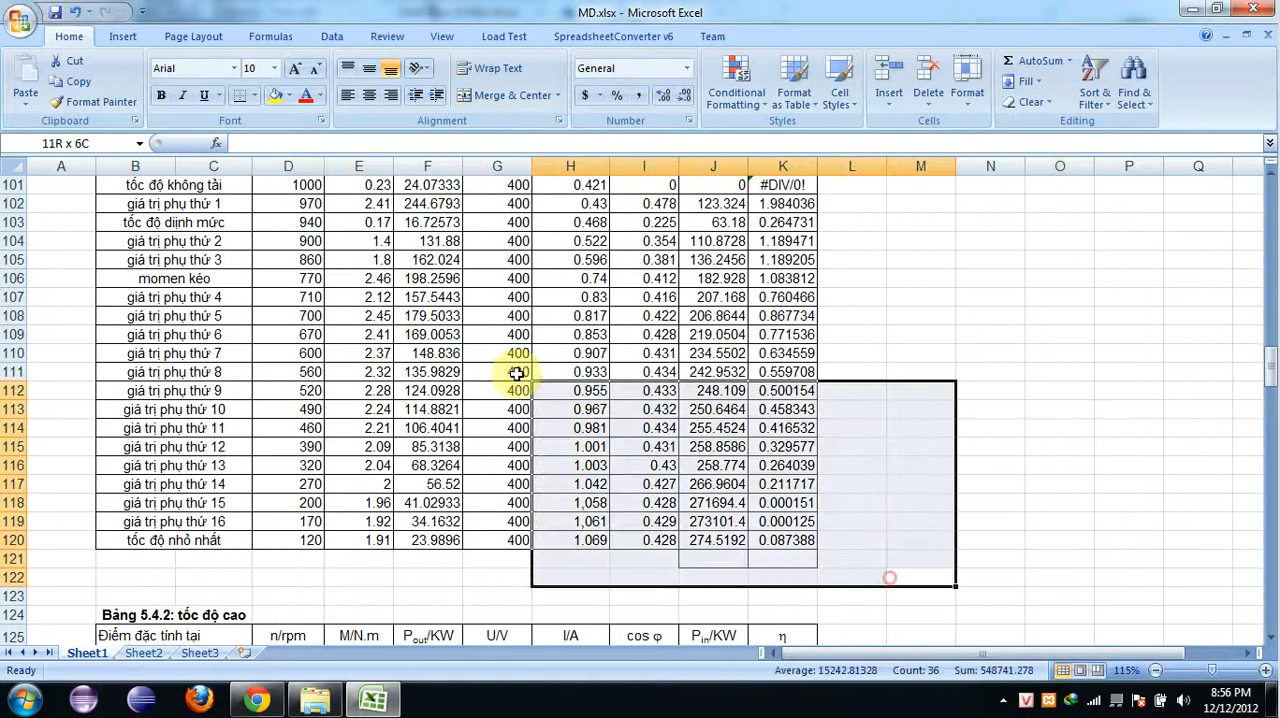 MD.xlsx - Microsoft Excel
Home Insert Page Layout Formulas Data Review View Load Test SpreadsheetConverter v6 Team
Paste Cut Copy Format Painter Clipboard
Arial 10 Font
Wrap Text Merge & Center Alignment
General Number
Conditional Formatting Format as Table Cell Styles Styles
Insert Delete Format Cells
AutoSum Fill Clear Sort & Filter Find & Select Editing
11R x 6C fx
A B C D E F G H I J K L M N O P Q
101 tốc độ không tải 1000 0.23 24.07333 400 0.421 0 0 #DIV/0!
102 giá trị phụ thứ 1 970 2.41 244.6793 400 0.43 0.478 123.324 1.984036
103 tốc độ diịnh mức 940 0.17 16.72573 400 0.468 0.225 63.18 0.264731
104 giá trị phụ thứ 2 900 1.4 131.88 400 0.522 0.354 110.8728 1.189471
105 giá trị phụ thứ 3 860 1.8 162.024 400 0.596 0.381 136.2456 1.189205
106 momen kéo 770 2.46 198.2596 400 0.74 0.412 182.928 1.083812
107 giá trị phụ thứ 4 710 2.12 157.5443 400 0.83 0.416 207.168 0.760466
108 giá trị phụ thứ 5 700 2.45 179.5033 400 0.817 0.422 206.8644 0.867734
109 giá trị phụ thứ 6 670 2.41 169.0053 400 0.853 0.428 219.0504 0.771536
110 giá trị phụ thứ 7 600 2.37 148.836 400 0.907 0.431 234.5502 0.634559
111 giá trị phụ thứ 8 560 2.32 135.9829 400 0.933 0.434 242.9532 0.559708
112 giá trị phụ thứ 9 520 2.28 124.0928 400 0.955 0.433 248.109 0.500154
113 giá trị phụ thứ 10 490 2.24 114.8821 400 0.967 0.432 250.6464 0.458343
114 giá trị phụ thứ 11 460 2.21 106.4041 400 0.981 0.434 255.4524 0.416532
115 giá trị phụ thứ 12 390 2.09 85.3138 400 1.001 0.431 258.8586 0.329577
116 giá trị phụ thứ 13 320 2.04 68.3264 400 1.003 0.43 258.774 0.264039
117 giá trị phụ thứ 14 270 2 56.52 400 1.042 0.427 266.9604 0.211717
118 giá trị phụ thứ 15 200 1.96 41.02933 400 1,058 0.428 271694.4 0.000151
119 giá trị phụ thứ 16 170 1.92 34.1632 400 1,061 0.429 273101.4 0.000125
120 tốc độ nhỏ nhất 120 1.91 23.9896 400 1.069 0.428 274.5192 0.087388
121
122
123
124 Bảng 5.4.2: tốc độ cao
125 Điểm đặc tính tại n/rpm M/N.m Pout/KW U/V I/A cos φ Pin/KW η
Sheet1 Sheet2 Sheet3
Ready Average: 15242.81328 Count: 36 Sum: 548741.278 115%
8:56 PM
12/12/2012